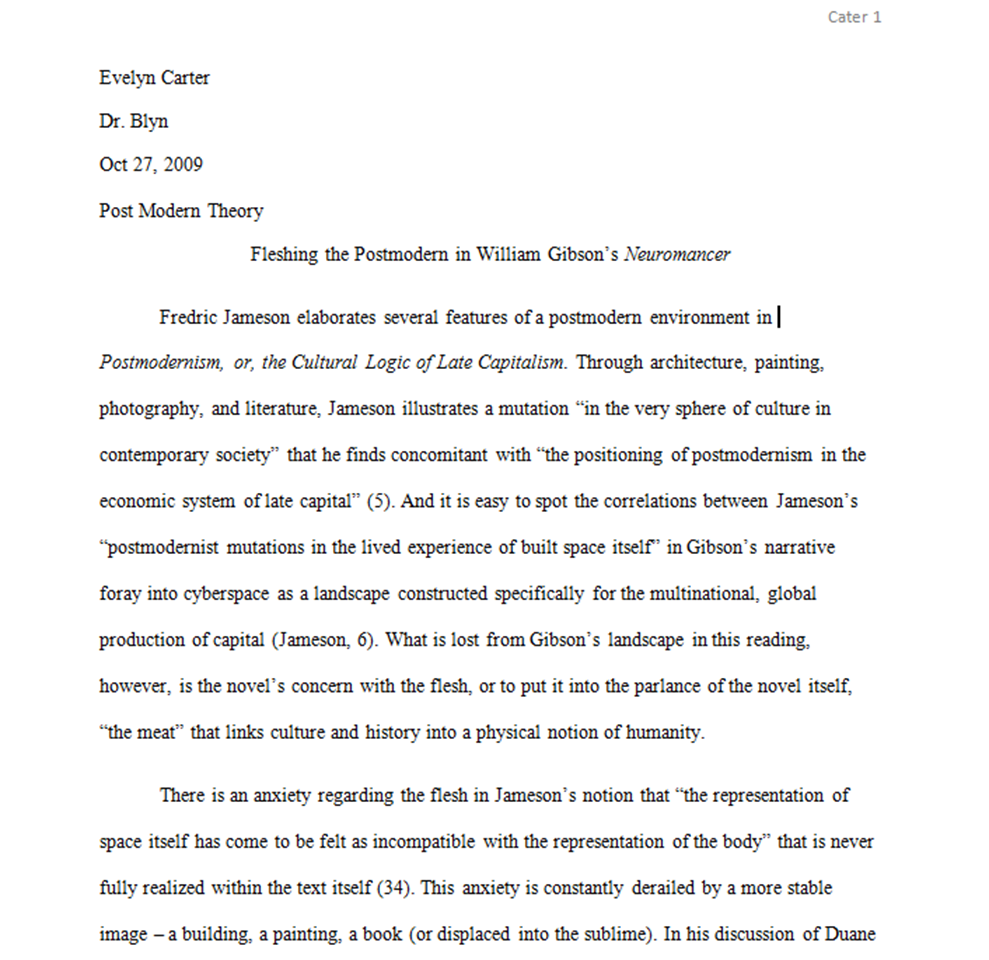 Cater 1
Evelyn Carter
Dr. Blyn
Oct 27, 2009
Post Modern Theory
Fleshing the Postmodern in William Gibson’s Neuromancer
Fredric Jameson elaborates several features of a postmodern environment in
Postmodernism, or, the Cultural Logic of Late Capitalism. Through architecture, painting,
photography, and literature, Jameson illustrates a mutation “in the very sphere of culture in
contemporary society” that he finds concomitant with “the positioning of postmodernism in the
economic system of late capital” (5). And it is easy to spot the correlations between Jameson’s
“postmodernist mutations in the lived experience of built space itself” in Gibson’s narrative
foray into cyberspace as a landscape constructed specifically for the multinational, global
production of capital (Jameson, 6). What is lost from Gibson’s landscape in this reading,
however, is the novel’s concern with the flesh, or to put it into the parlance of the novel itself,
“the meat” that links culture and history into a physical notion of humanity.
There is an anxiety regarding the flesh in Jameson’s notion that “the representation of
space itself has come to be felt as incompatible with the representation of the body” that is never
fully realized within the text itself (34). This anxiety is constantly derailed by a more stable
image – a building, a painting, a book (or displaced into the sublime). In his discussion of Duane